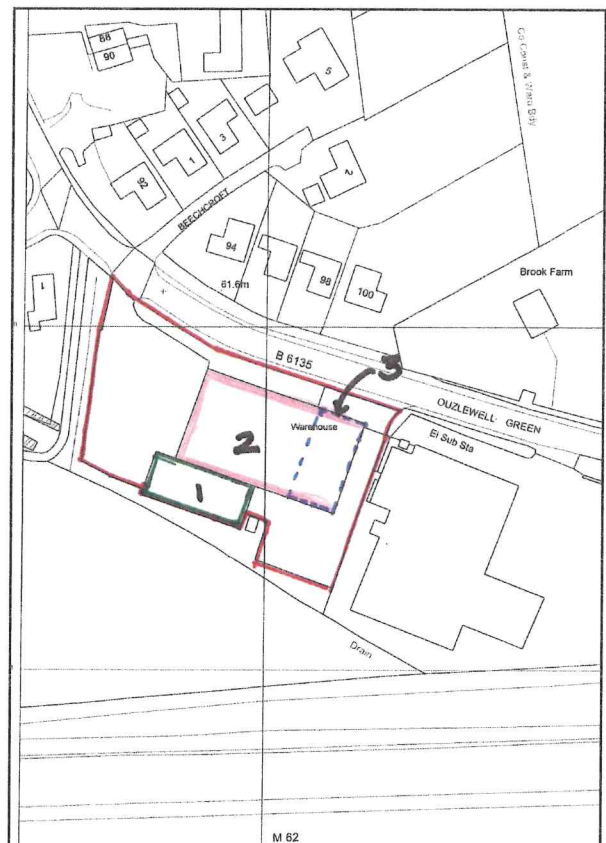 88
90
5
3
1
92
2
BEECHCROFT
94
98
100
61.6m
1
Co Const & Ward Bdy
Brook Farm
B 6135
3
OUZLEWELL GREEN
El Sub Sta
Warehouse
2
1
Drain
M 62